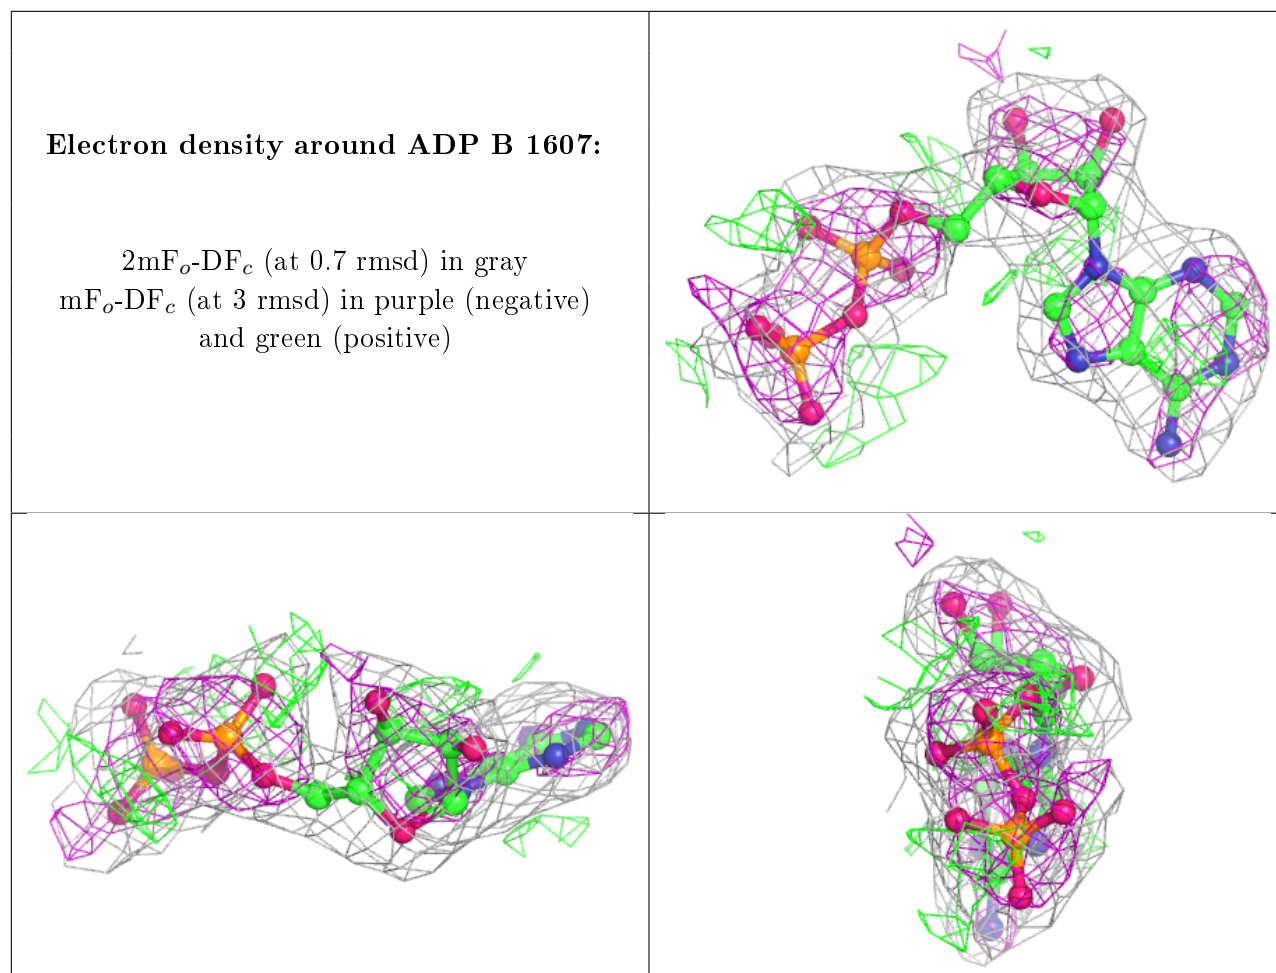 Electron density around ADP B 1607:
2mFo-DFc (at 0.7 rmsd) in gray
mFo-DFc (at 3 rmsd) in purple (negative)
and green (positive)